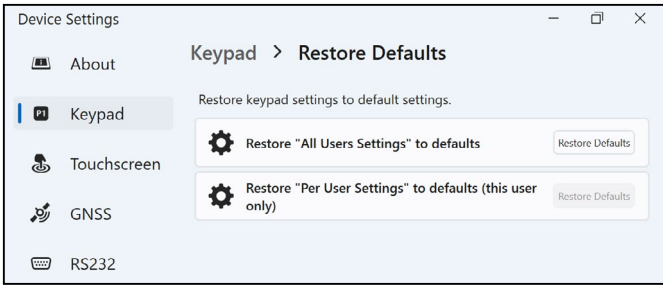 Device Settings
About
Keypad > Restore Defaults
P1 Keypad
Restore keypad settings to default settings.
Restore "All Users Settings" to defaults
Restore Defaults
Touchscreen
Restore "Per User Settings" to defaults (this user
only)
Restore Defaults
GNSS
RS232